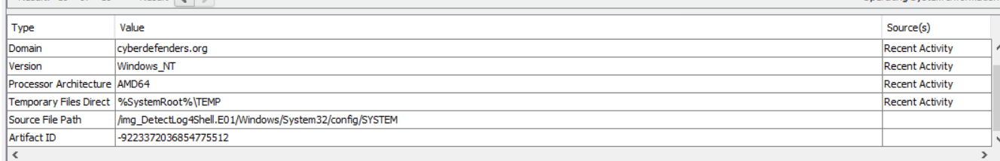 Type Value Source(s)
Domain cyberdefenders.org Recent Activity
Version Windows_NT Recent Activity
Processor Architecture AMD64 Recent Activity
Temporary Files Direct %SystemRoot%\TEMP Recent Activity
Source File Path /img_DetectLog4Shell.E01/Windows/System32/config/SYSTEM
Artifact ID -9223372036854775512